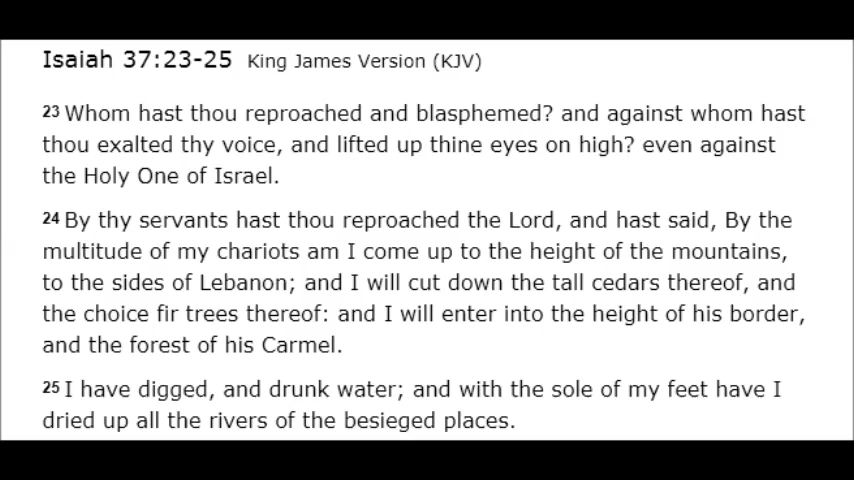 Isaiah 37:23-25 King James Version (KJV)
23 Whom hast thou reproached and blasphemed? and against whom hast
thou exalted thy voice, and lifted up thine eyes on high? even against
the Holy One of Israel.
24 By thy servants hast thou reproached the Lord, and hast said, By the
multitude of my chariots am I come up to the height of the mountains,
to the sides of Lebanon; and I will cut down the tall cedars thereof, and
the choice fir trees thereof: and I will enter into the height of his border,
and the forest of his Carmel.
25 I have digged, and drunk water; and with the sole of my feet have I
dried up all the rivers of the besieged places.